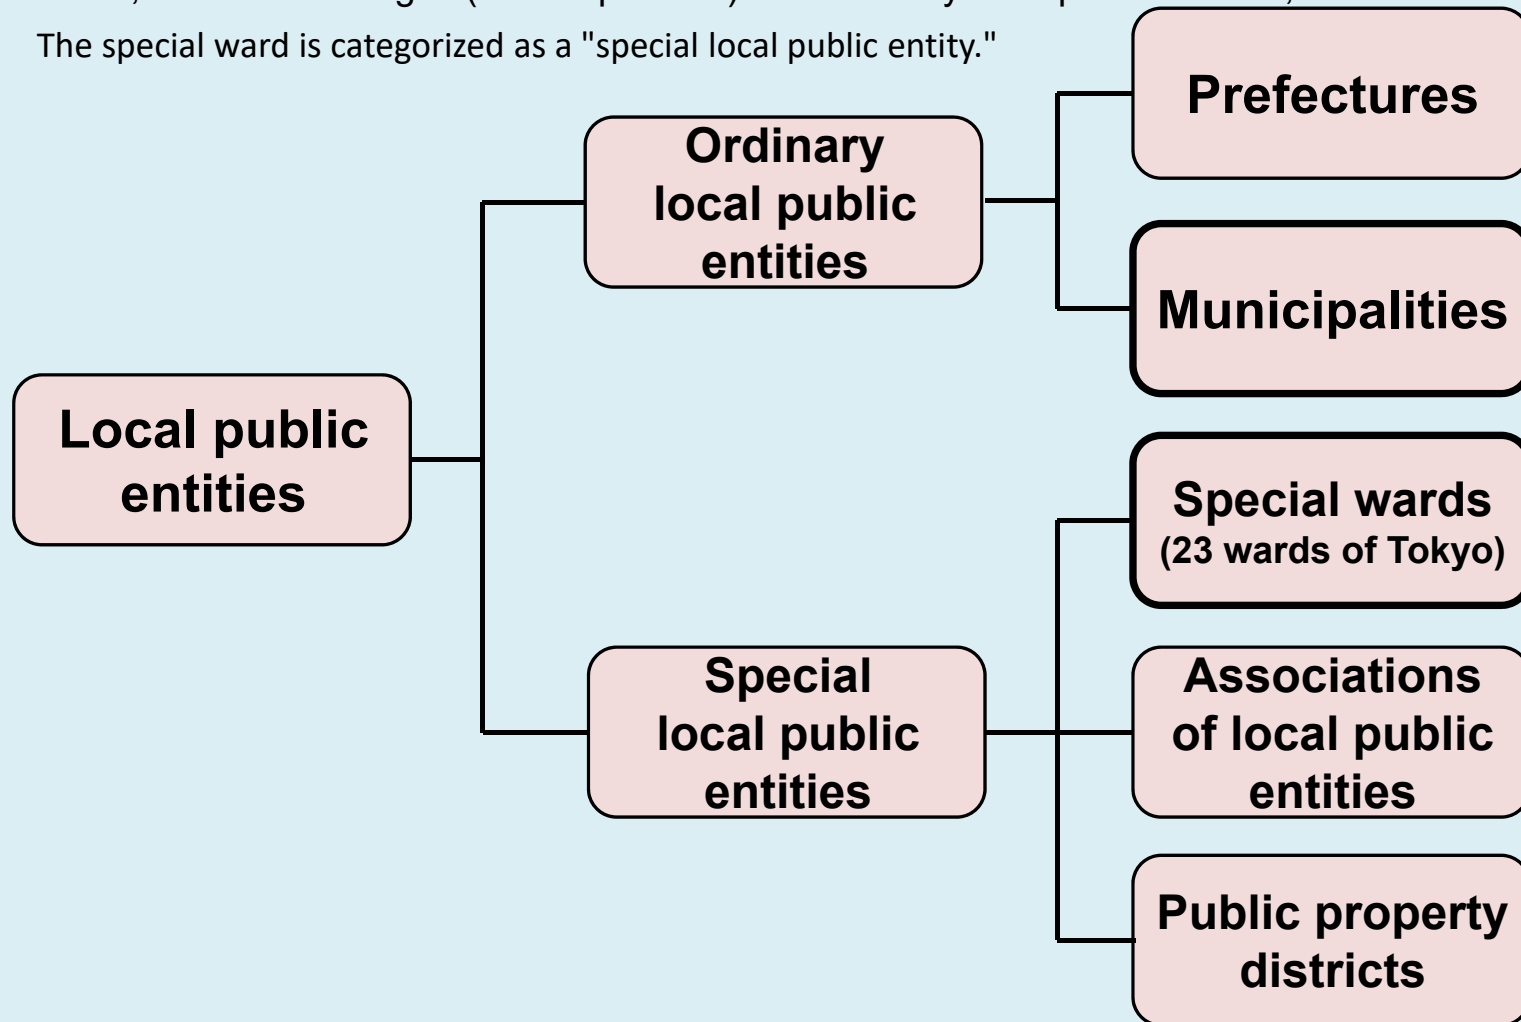 The special ward is categorized as a "special local public entity."
Prefectures
Ordinary
local public
entities
Municipalities
Local public
entities
Special wards
(23 wards of Tokyo)
Special
local public
entities
Associations
of local public
entities
Public property
districts